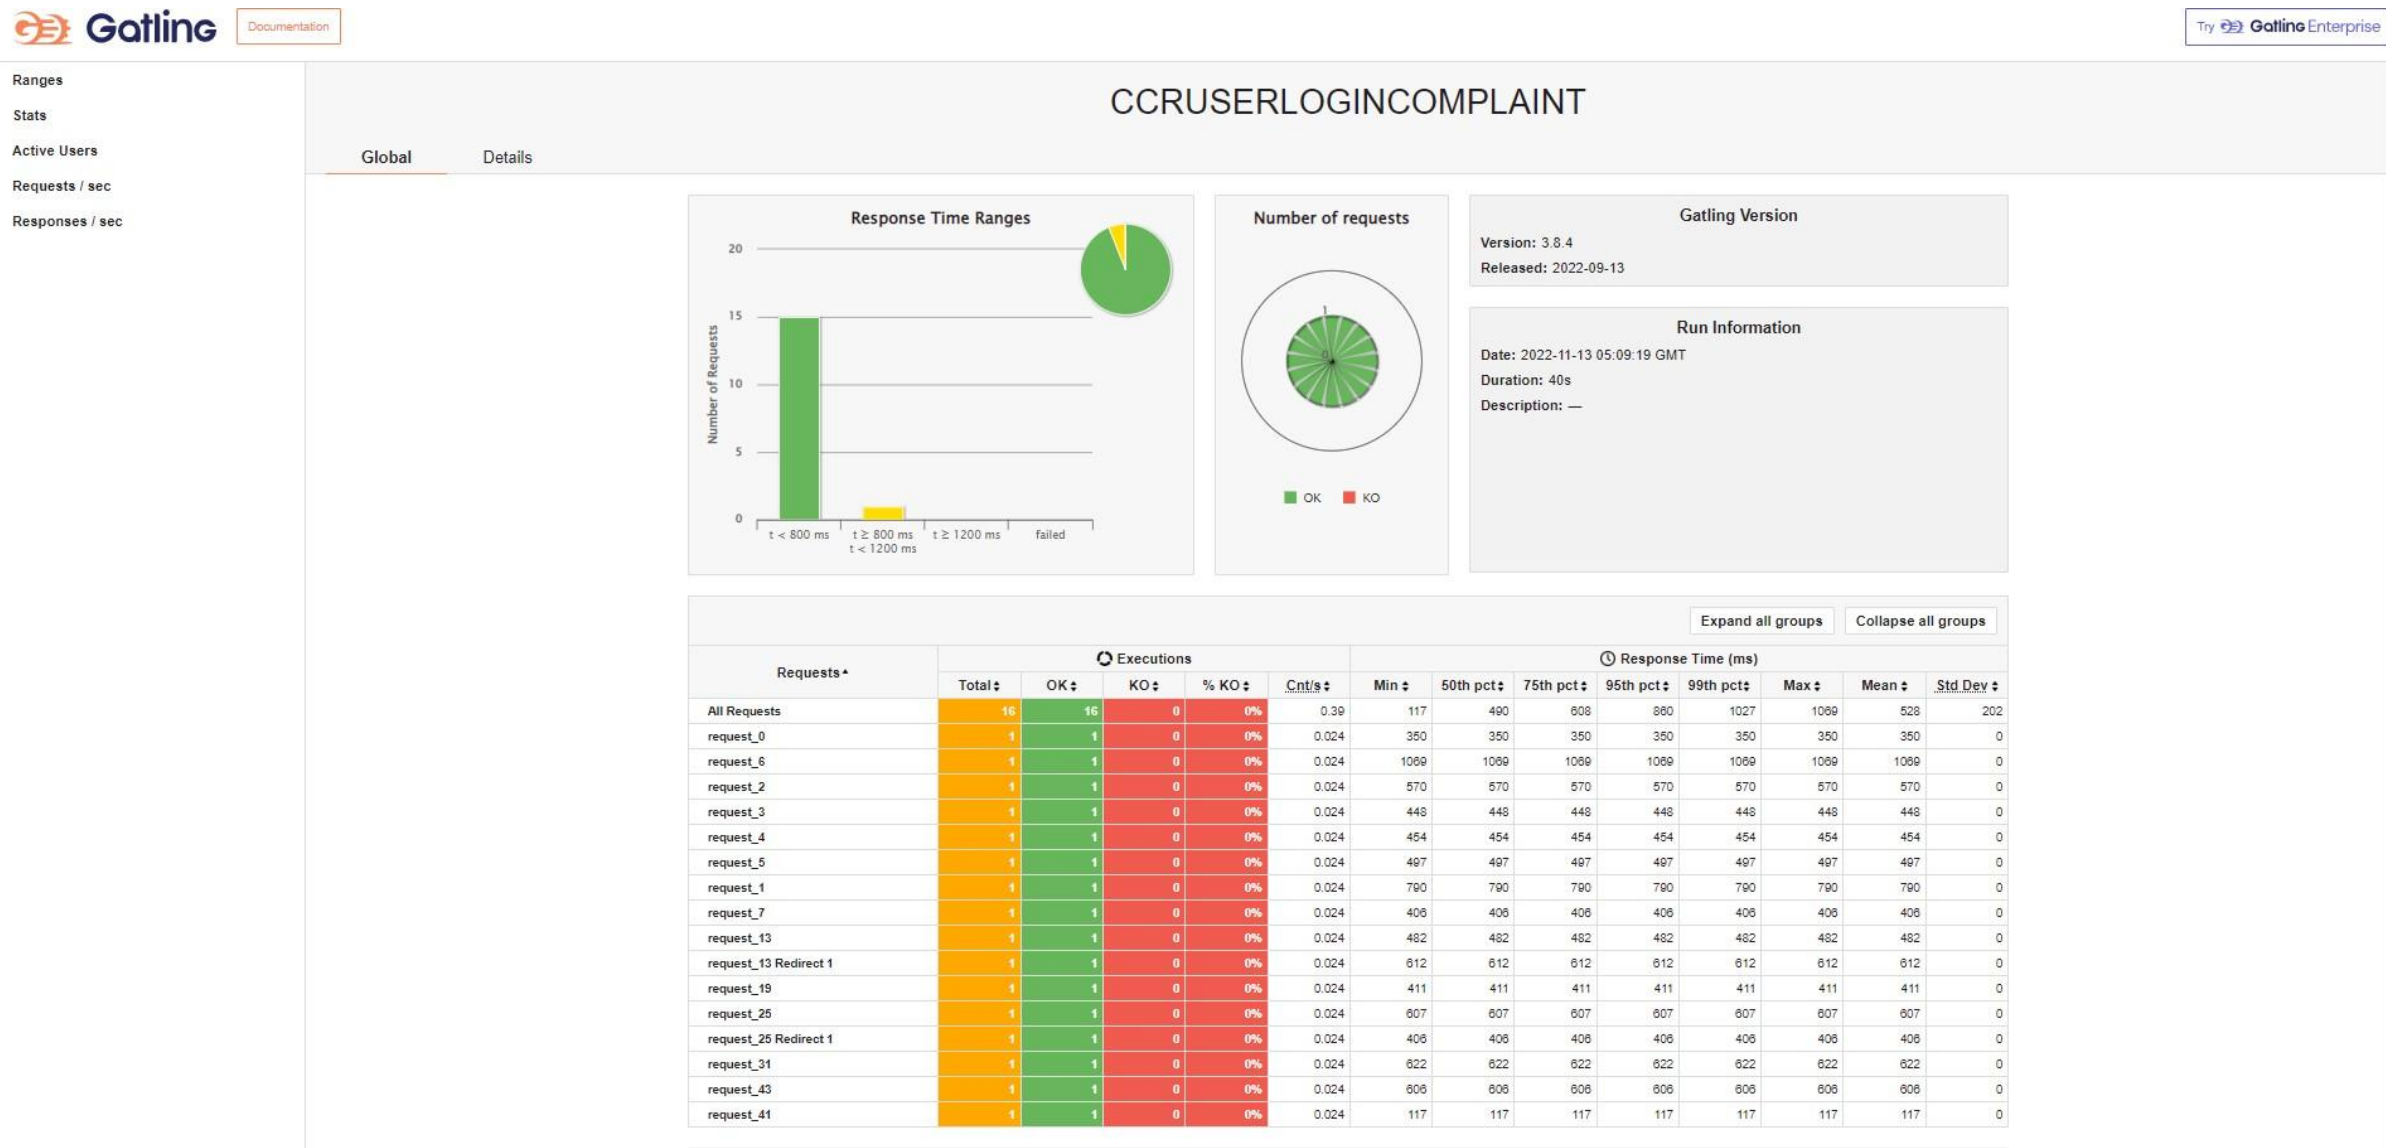 Gatling
Documentation
Try Gatling Enterprise
Ranges
Stats
Active Users
Requests / sec
Responses / sec
CCRUSERLOGINCOMPLAINT
Global Details
Response Time Ranges
Number of Requests
20
15
10
5
0
t < 800 ms
t ≥ 800 ms
t < 1200 ms
t ≥ 1200 ms
failed
Number of requests
1
0
OK KO
Gatling Version
Version: 3.8.4
Released: 2022-09-13
Run Information
Date: 2022-11-13 05:09:19 GMT
Duration: 40s
Description: —
Expand all groups Collapse all groups
Requests Executions Response Time (ms)
Total OK KO % KO Cnt/s Min 50th pct 75th pct 95th pct 99th pct Max Mean Std Dev
All Requests 16 16 0 0% 0.39 117 490 608 860 1027 1069 528 202
request_0 1 1 0 0% 0.024 350 350 350 350 350 350 350 0
request_6 1 1 0 0% 0.024 1069 1069 1069 1069 1069 1069 1069 0
request_2 1 1 0 0% 0.024 570 570 570 570 570 570 570 0
request_3 1 1 0 0% 0.024 448 448 448 448 448 448 448 0
request_4 1 1 0 0% 0.024 454 454 454 454 454 454 454 0
request_5 1 1 0 0% 0.024 497 497 497 497 497 497 497 0
request_1 1 1 0 0% 0.024 790 790 790 790 790 790 790 0
request_7 1 1 0 0% 0.024 406 406 406 406 406 406 406 0
request_13 1 1 0 0% 0.024 482 482 482 482 482 482 482 0
request_13 Redirect 1 1 1 0 0% 0.024 612 612 612 612 612 612 612 0
request_19 1 1 0 0% 0.024 411 411 411 411 411 411 411 0
request_25 1 1 0 0% 0.024 607 607 607 607 607 607 607 0
request_25 Redirect 1 1 1 0 0% 0.024 406 406 406 406 406 406 406 0
request_31 1 1 0 0% 0.024 622 622 622 622 622 622 622 0
request_43 1 1 0 0% 0.024 606 606 606 606 606 606 606 0
request_41 1 1 0 0% 0.024 117 117 117 117 117 117 117 0